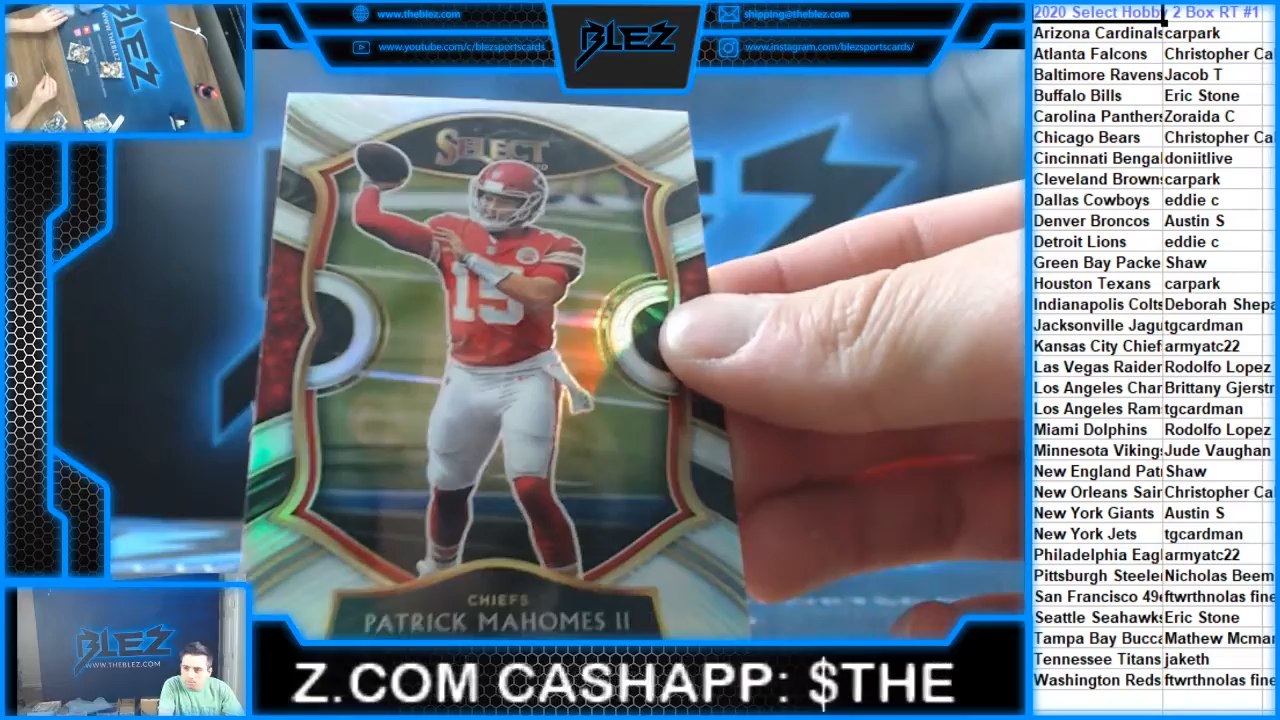 www.theblez.com
shipping@theblez.com
www.youtube.com/c/blezsportscards
www.instagram.com/blezsportscards/
BLEZ
BLEZ
SELECT
15
CHIEFS
PATRICK MAHOMES II
BLEZ
WWW.THEBLEZ.COM
Z.COM CASHAPP: $THE
2020 Select Hobby 2 Box RT #1
Arizona Cardinals carpark
Atlanta Falcons Christopher Ca
Baltimore Ravens Jacob T
Buffalo Bills Eric Stone
Carolina Panthers Zoraida C
Chicago Bears Christopher Ca
Cincinnati Bengal doniitlive
Cleveland Browns carpark
Dallas Cowboys eddie c
Denver Broncos Austin S
Detroit Lions eddie c
Green Bay Packe Shaw
Houston Texans carpark
Indianapolis Colts Deborah Shepa
Jacksonville Jagu tgcardman
Kansas City Chief armyatc22
Las Vegas Raider Rodolfo Lopez
Los Angeles Char Brittany Gjerstr
Los Angeles Ram tgcardman
Miami Dolphins Rodolfo Lopez
Minnesota Viking Jude Vaughan
New England Pat Shaw
New Orleans Sain Christopher Ca
New York Giants Austin S
New York Jets tgcardman
Philadelphia Eagl armyatc22
Pittsburgh Steeler Nicholas Beem
San Francisco 49 ftwrthnolas fine
Seattle Seahawks Eric Stone
Tampa Bay Bucca Mathew Mcmar
Tennessee Titans jaketh
Washington Reds ftwrthnolas fine